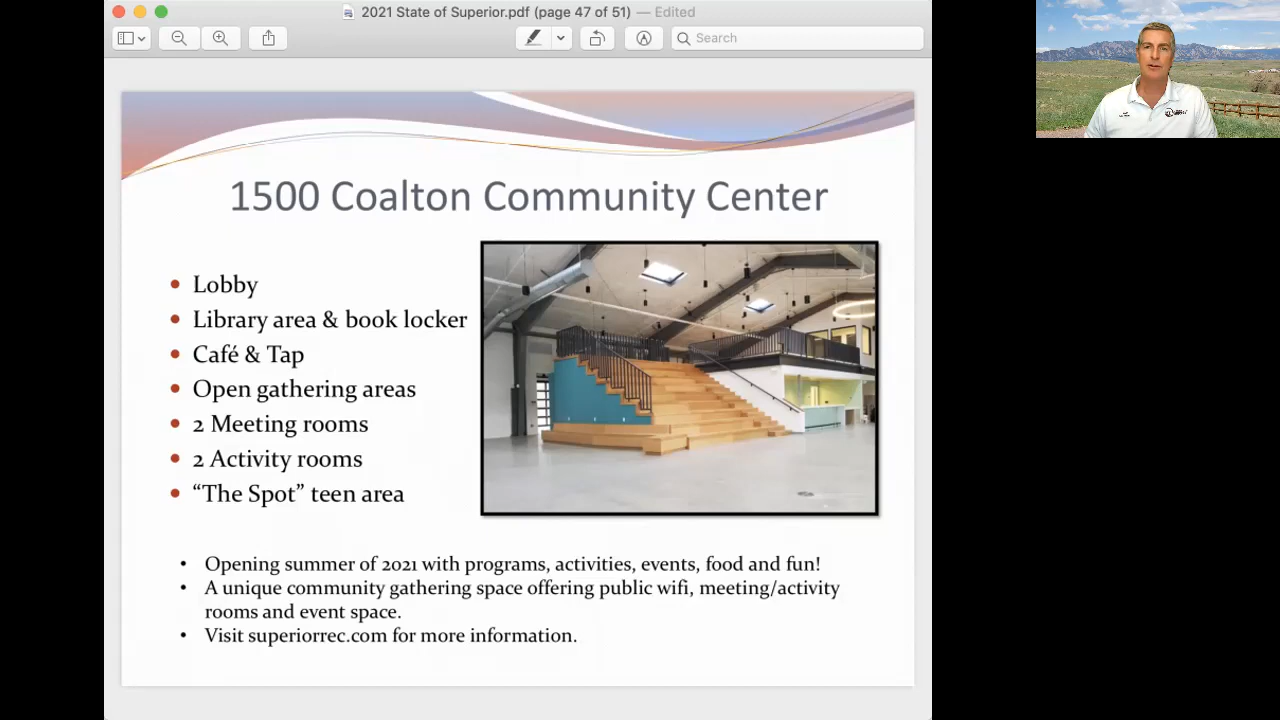 2021 State of Superior.pdf (page 47 of 51) — Edited
Search
1500 Coalton Community Center
• Lobby
• Library area & book locker
• Café & Tap
• Open gathering areas
• 2 Meeting rooms
• 2 Activity rooms
• “The Spot” teen area
• Opening summer of 2021 with programs, activities, events, food and fun!
• A unique community gathering space offering public wifi, meeting/activity
rooms and event space.
• Visit superiorrec.com for more information.